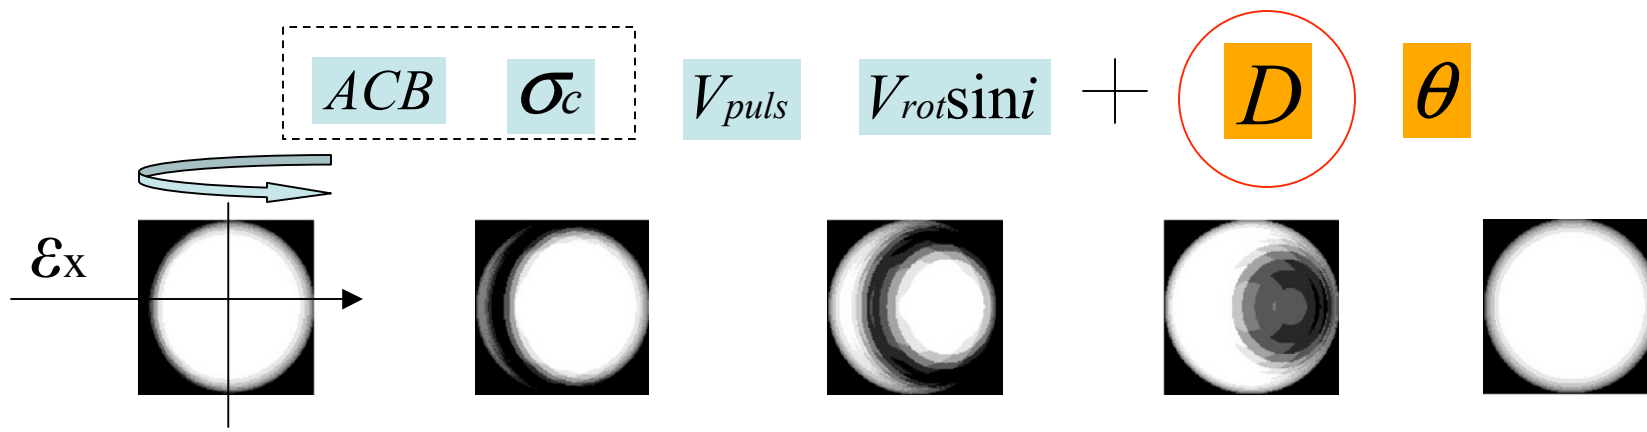 ACB σc Vpuls Vrotsini + D θ
εx